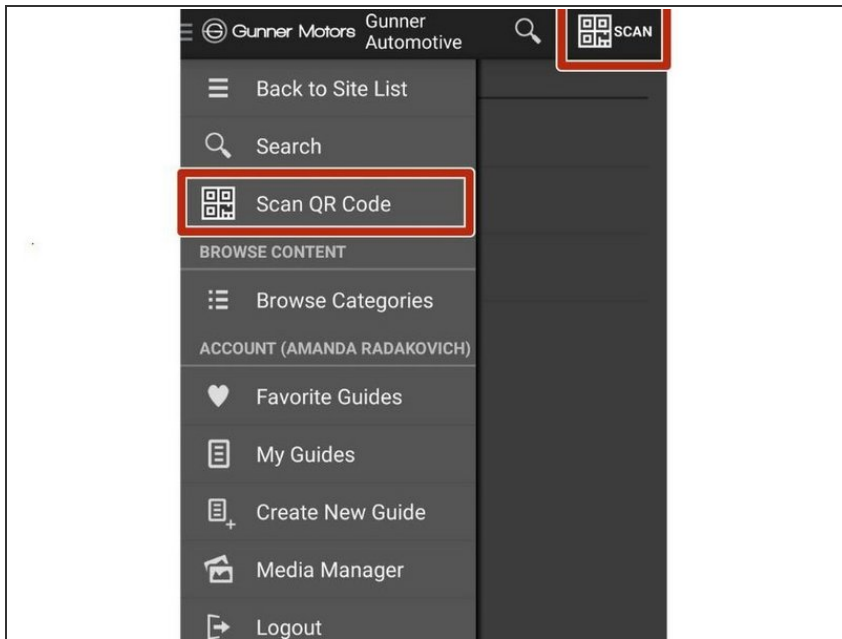 Gunner Motors
Gunner
Automotive
SCAN
Back to Site List
Search
Scan QR Code
BROWSE CONTENT
Browse Categories
ACCOUNT (AMANDA RADAKOVICH)
Favorite Guides
My Guides
Create New Guide
Media Manager
Logout